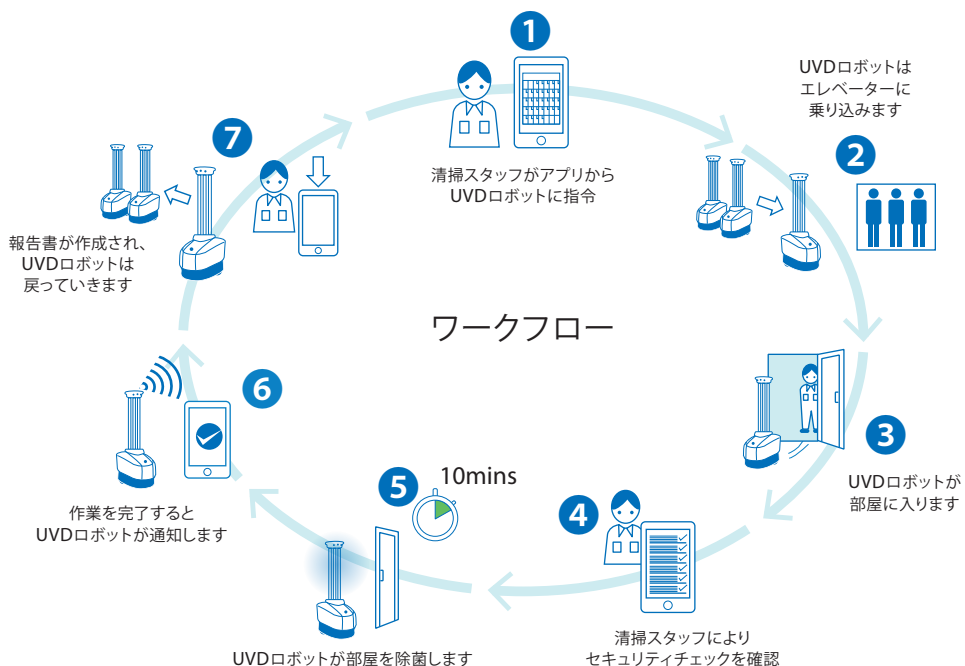 1
清掃スタッフがアプリから
UVDロボットに指令
UVDロボットは
エレベーターに
乗り込みます
2
3
UVDロボットが
部屋に入ります
4
清掃スタッフにより
セキュリティチェックを確認
5
10mins
UVDロボットが部屋を除菌します
6
作業を完了すると
UVDロボットが通知します
7
報告書が作成され、
UVDロボットは
戻っていきます
ワークフロー